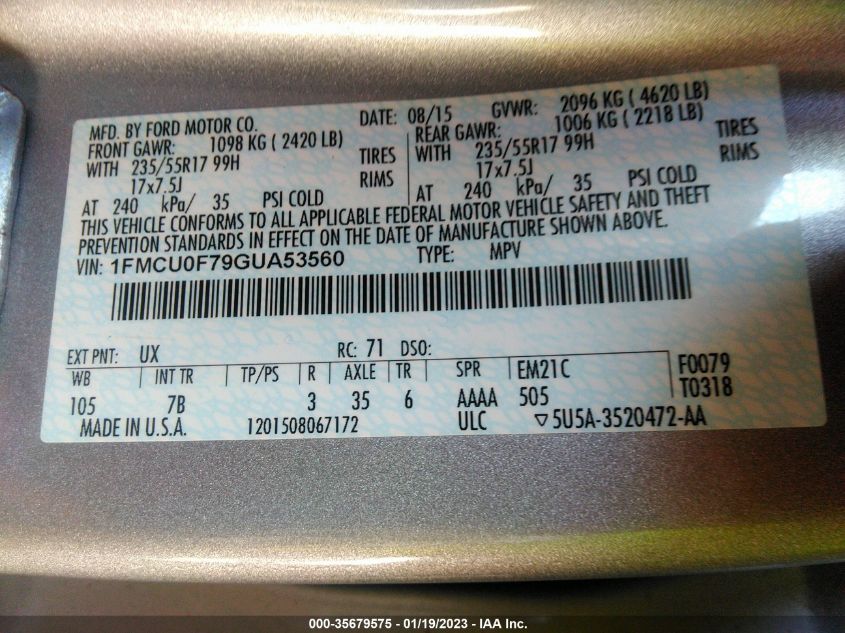 MFD. BY FORD MOTOR CO. DATE: 08/15 GVWR: 2096 KG ( 4620 LB)
FRONT GAWR: 1098 KG ( 2420 LB) REAR GAWR: 1006 KG ( 2218 LB)
WITH 235/55R17 99H TIRES WITH 235/55R17 99H TIRES
17x7.5J RIMS 17x7.5J RIMS
AT 240 kPa/ 35 PSI COLD AT 240 kPa/ 35 PSI COLD
THIS VEHICLE CONFORMS TO ALL APPLICABLE FEDERAL MOTOR VEHICLE SAFETY AND THEFT
PREVENTION STANDARDS IN EFFECT ON THE DATE OF MANUFACTURE SHOWN ABOVE.
VIN: 1FMCU0F79GUA53560 TYPE: MPV
EXT PNT: UX RC: 71 DSO:
WB INT TR TP/PS R AXLE TR SPR EM21C F0079
105 7B 3 35 6 AAAA 505 T0318
MADE IN U.S.A. 1201508067172 ULC ▽5U5A-3520472-AA
000-35679575 - 01/19/2023 - IAA Inc.